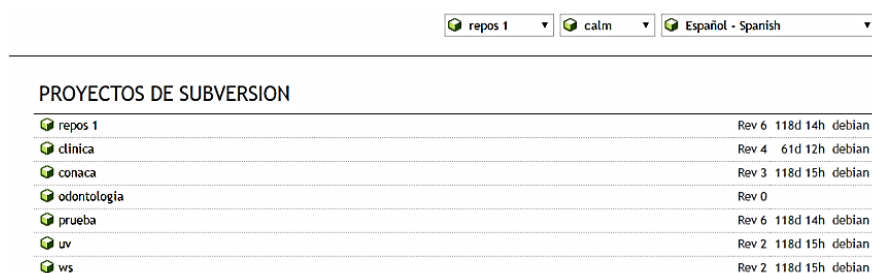 repos 1 calm Español - Spanish
PROYECTOS DE SUBVERSION
repos 1 Rev 6 118d 14h debian
clinica Rev 4 61d 12h debian
conaca Rev 3 118d 15h debian
odontologia Rev 0
prueba Rev 6 118d 14h debian
uv Rev 2 118d 15h debian
ws Rev 2 118d 15h debian